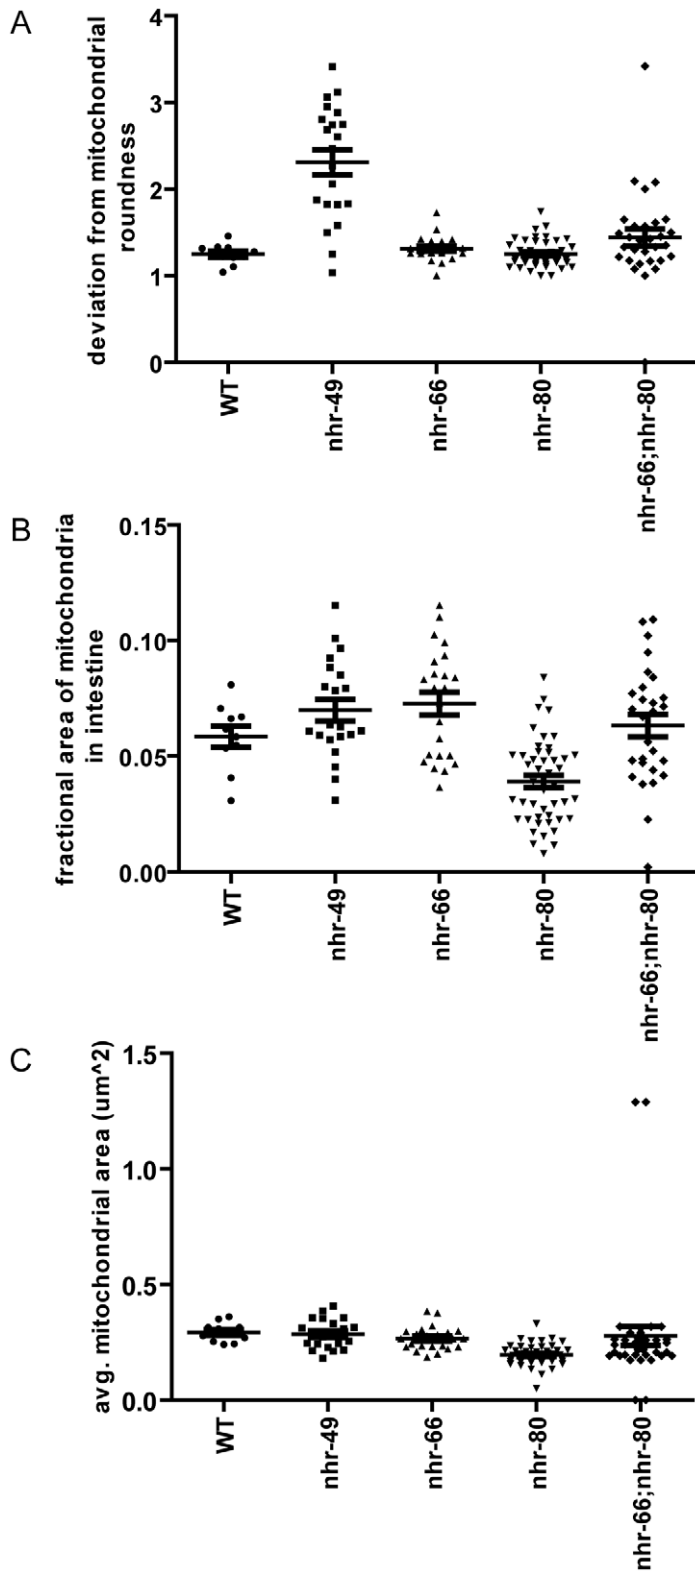 A
deviation from mitochondrial
roundness
4
3
2
1
0
WT
nhr-49
nhr-66
nhr-80
nhr-66;nhr-80
B
fractional area of mitochondria
in intestine
0.15
0.10
0.05
0.00
WT
nhr-49
nhr-66
nhr-80
nhr-66;nhr-80
C
avg. mitochondrial area (um^2)
1.5
1.0
0.5
0.0
WT
nhr-49
nhr-66
nhr-80
nhr-66;nhr-80